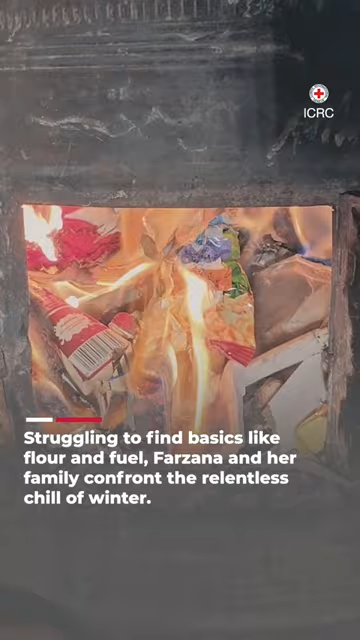 ICRC
Struggling to find basics like
flour and fuel, Farzana and her
family confront the relentless
chill of winter.